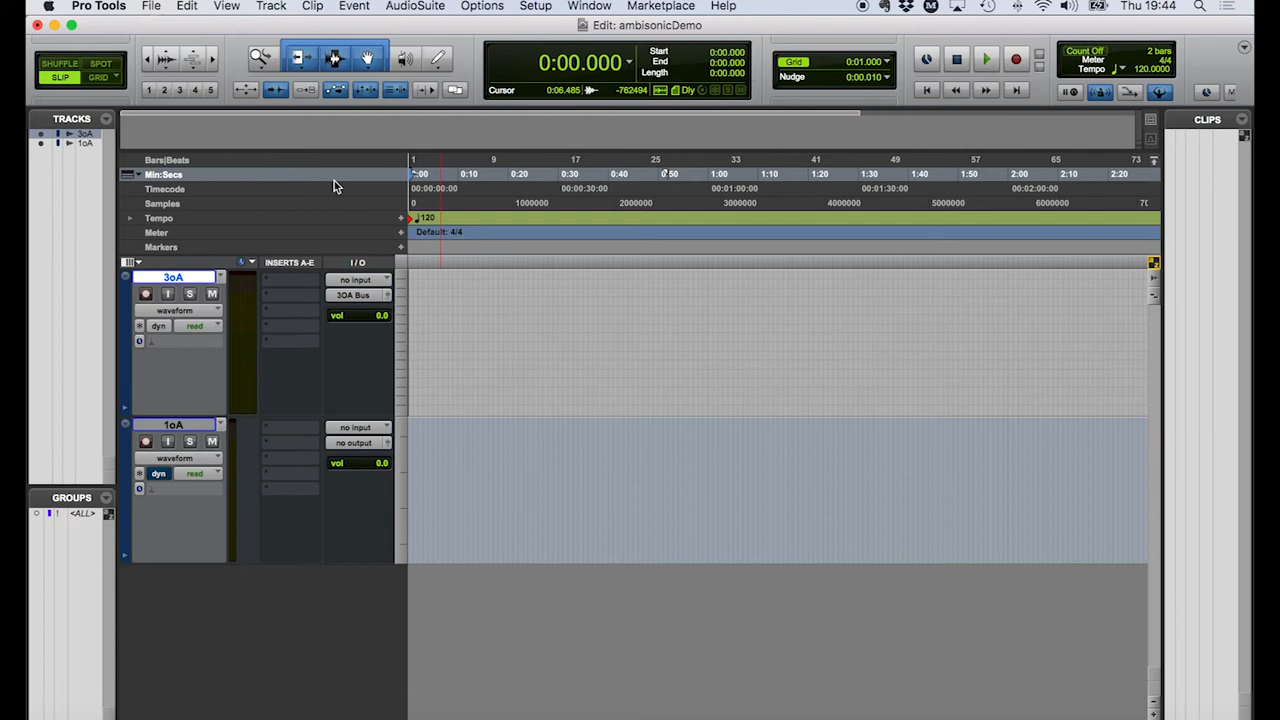 Pro Tools File Edit View Track Clip Event AudioSuite Options Setup Window Marketplace Thu 19:44
Edit: ambisonicDemo
SHUFFLE SPOT
SLIP GRID
1 2 3 4 5
0:00.000
Start 0:00.000
End 0:00.000
Length 0:00.000
Cursor 0:06.485 -762494 Dly
Grid 0:01.000
Nudge 0:00.010
Count Off 2 bars
Meter 4/4
Tempo 120.0000
M
TRACKS
3oA
1oA
CLIPS
Bars|Beats 1 9 17 25 33 41 49 57 65 73
Min:Secs 0:10 0:20 0:30 0:40 0:50 1:00 1:10 1:20 1:30 1:40 1:50 2:00 2:10 2:20
Timecode 00:00:00:00 00:00:30:00 00:01:00:00 00:01:30:00 00:02:00:00
Samples 0 1000000 2000000 3000000 4000000 5000000 6000000 70
Tempo + 120
Meter + Default: 4/4
Markers +
INSERTS A-E I / O
3oA
I S M
waveform
dyn read
no input
3OA Bus
vol 0.0
1oA
I S M
waveform
dyn read
no input
no output
vol 0.0
GROUPS
! <ALL>